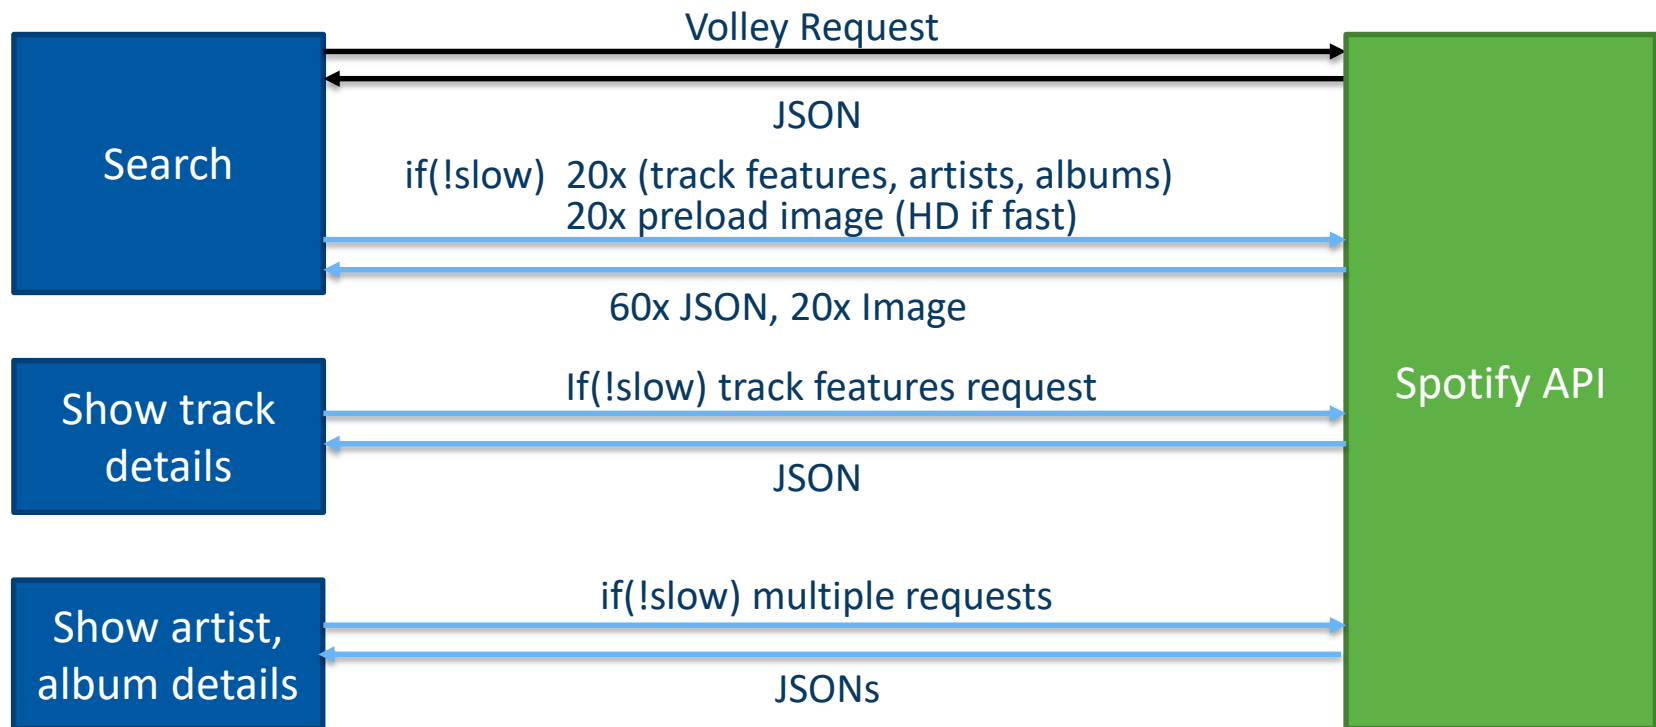 Volley Request
JSON
Search
if(!slow) 20x (track features, artists, albums)
20x preload image (HD if fast)
60x JSON, 20x Image
Show track
details
If(!slow) track features request
JSON
Spotify API
Show artist,
album details
if(!slow) multiple requests
JSONs